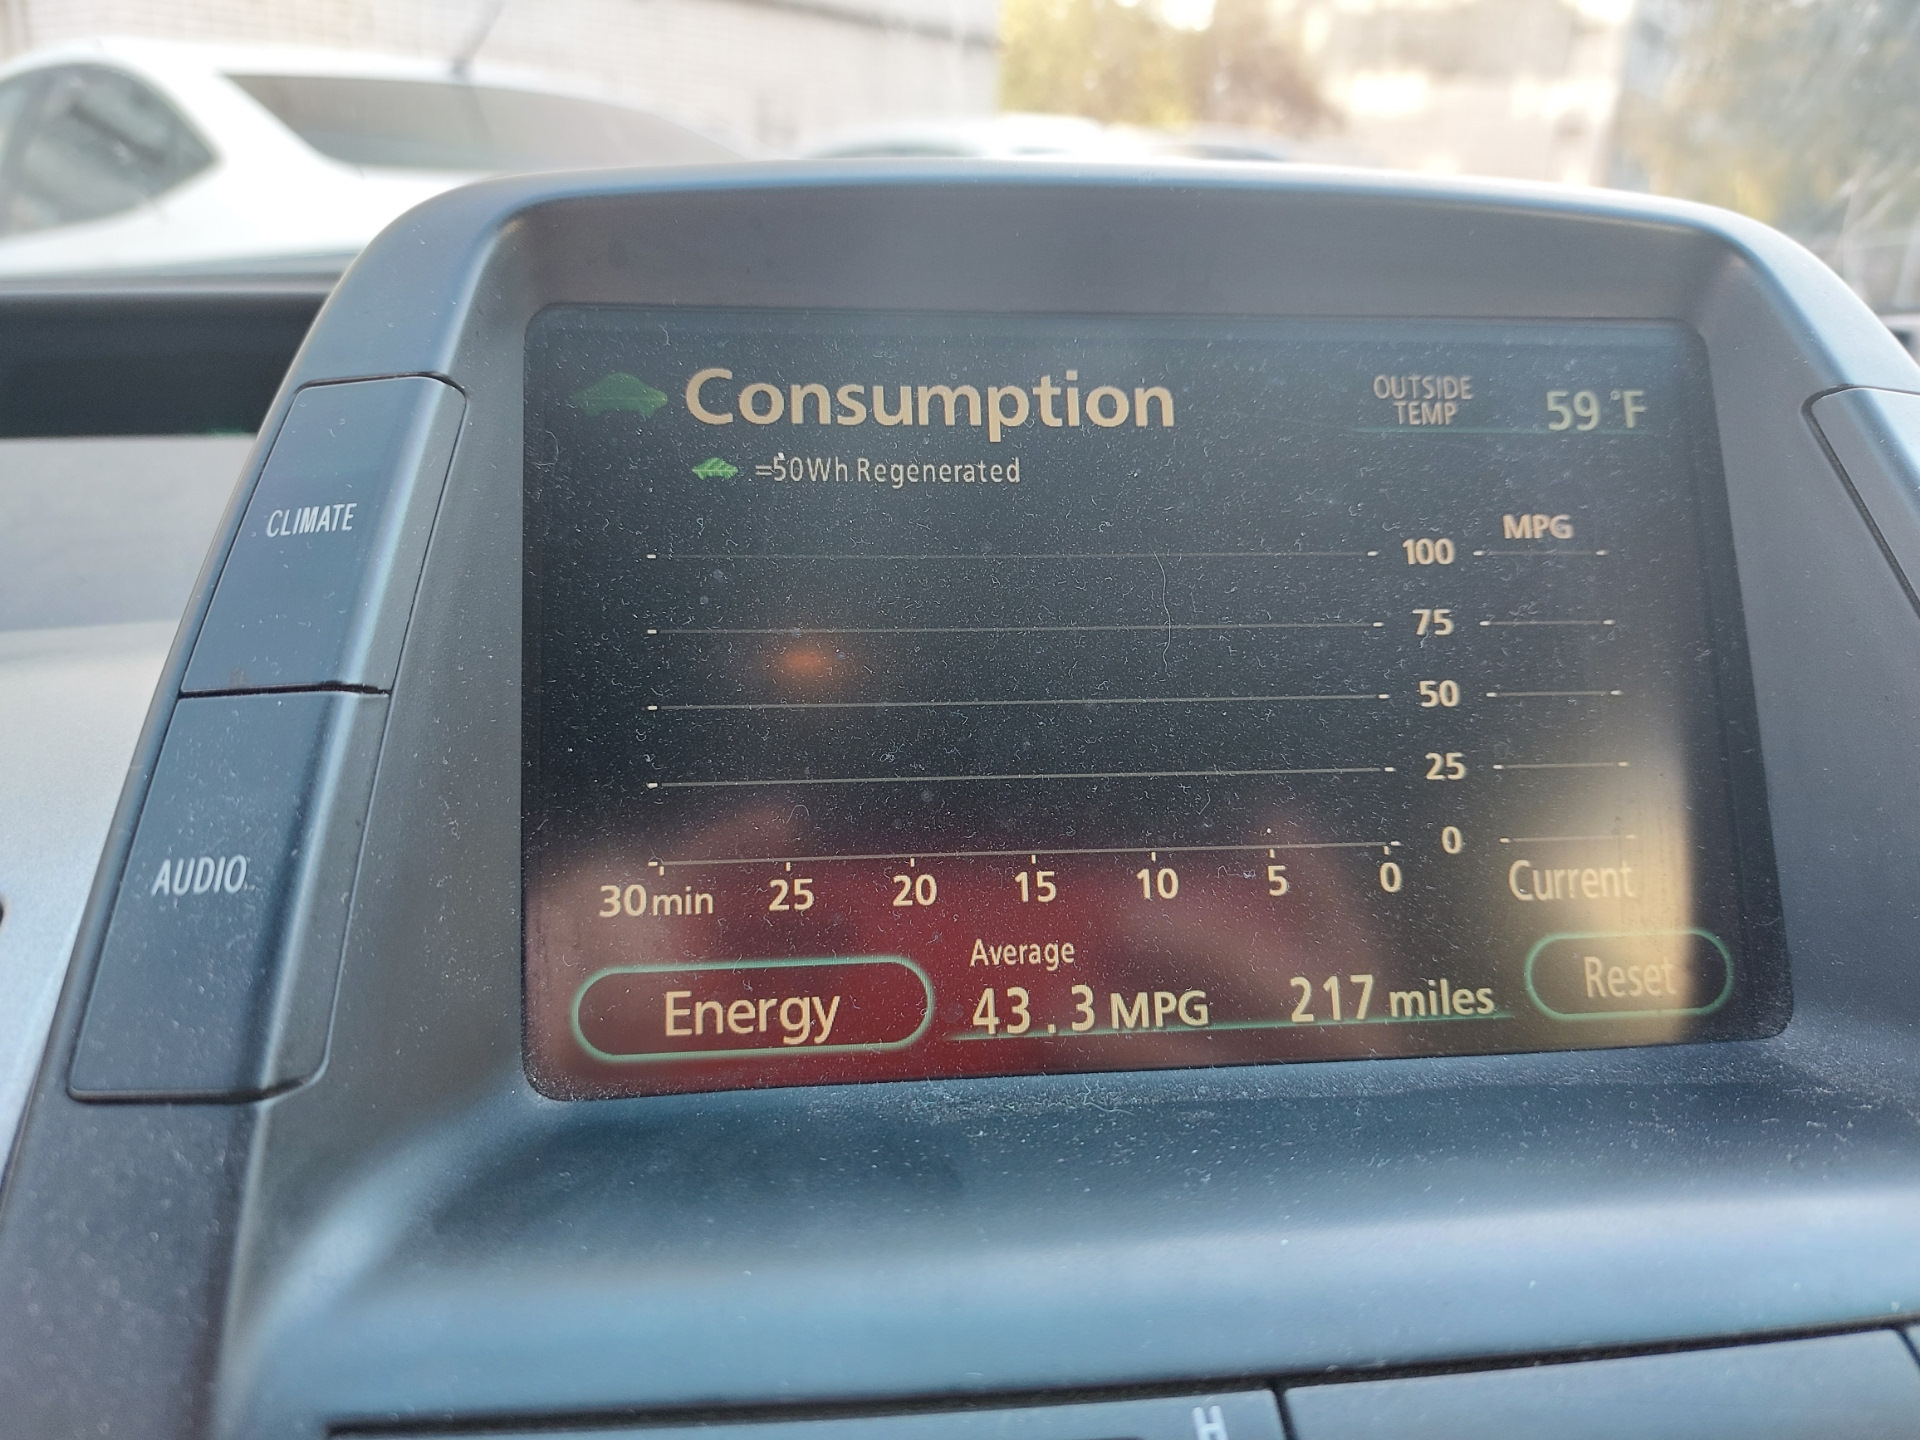 Consumption
OUTSIDE
TEMP
59°F
=50Wh Regenerated
CLIMATE
MPG
100
75
50
25
0
30min 25 20 15 10 5 0
Current
AUDIO
Average
Energy
43.3 MPG
217 miles
Reset
H